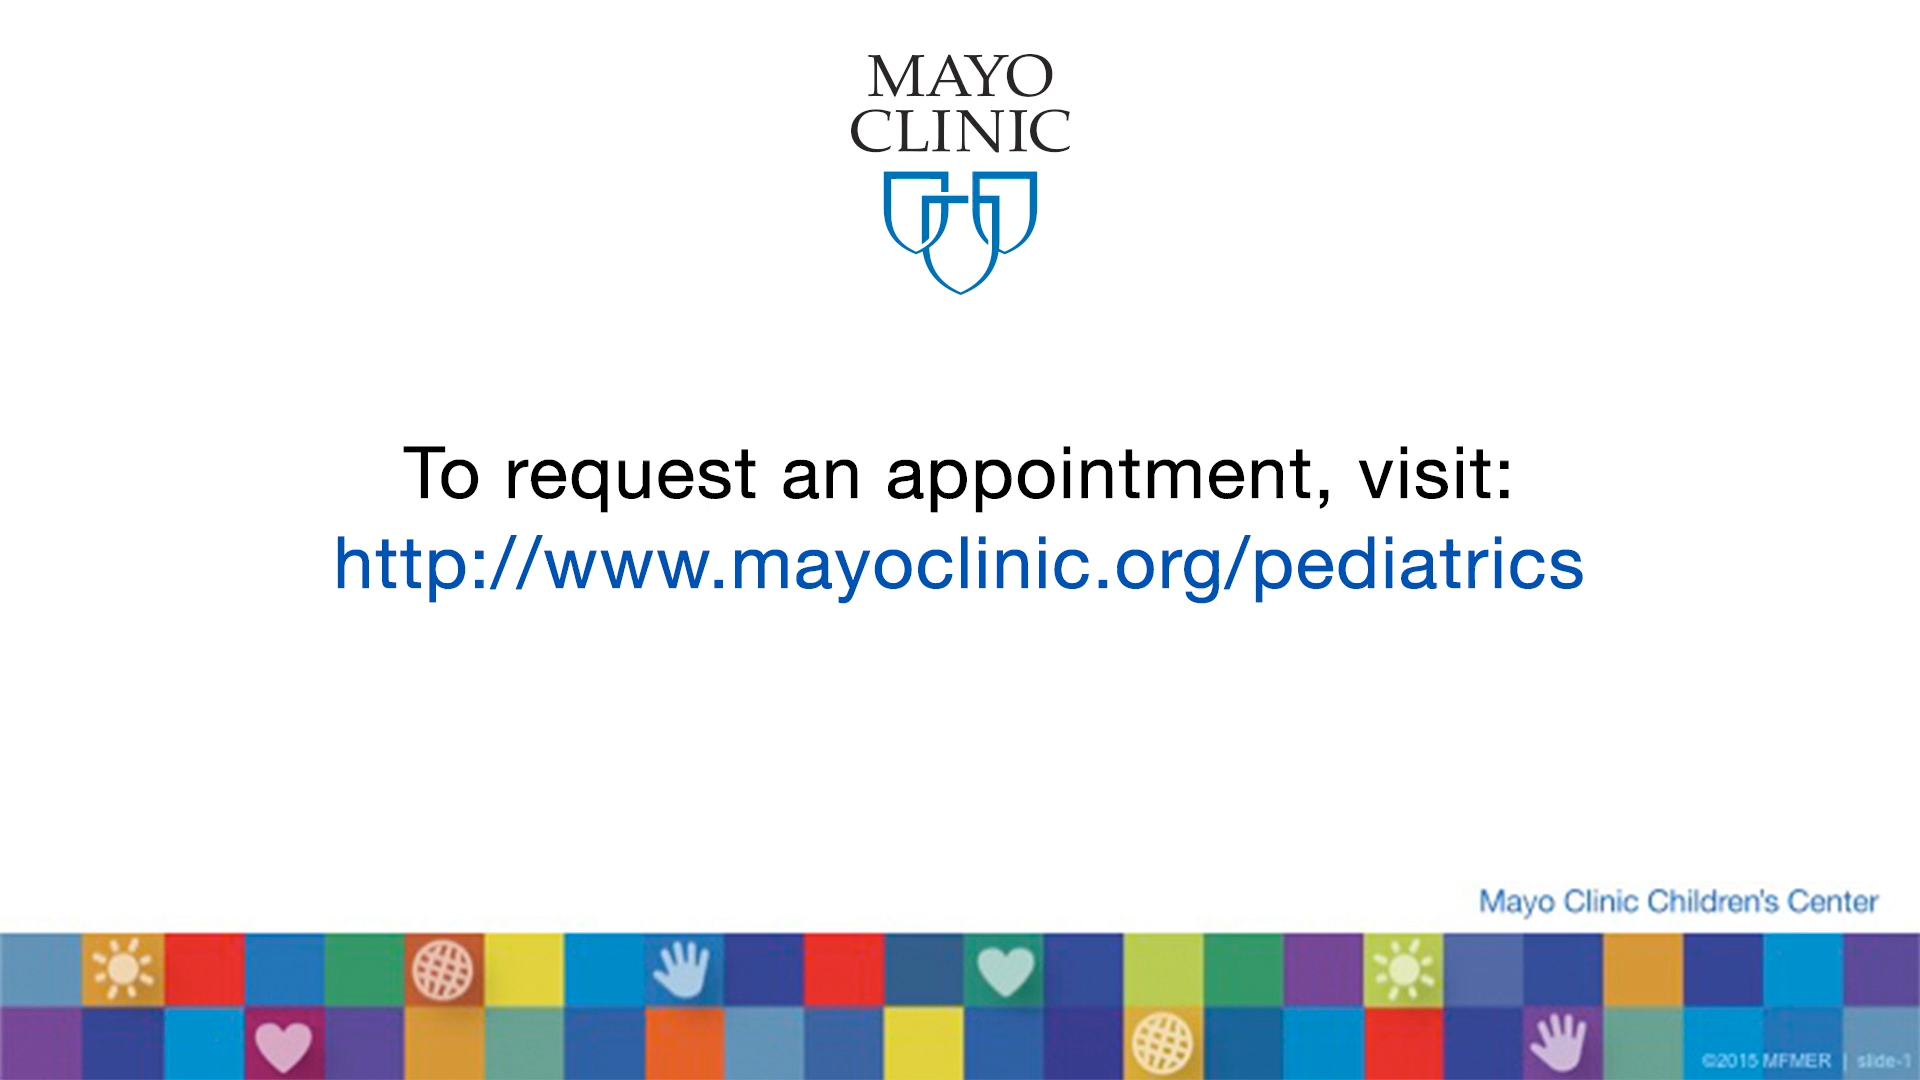 MAYO
CLINIC
To request an appointment, visit:
http://www.mayoclinic.org/pediatrics
Mayo Clinic Children's Center
©2015 MFMER | slide-1